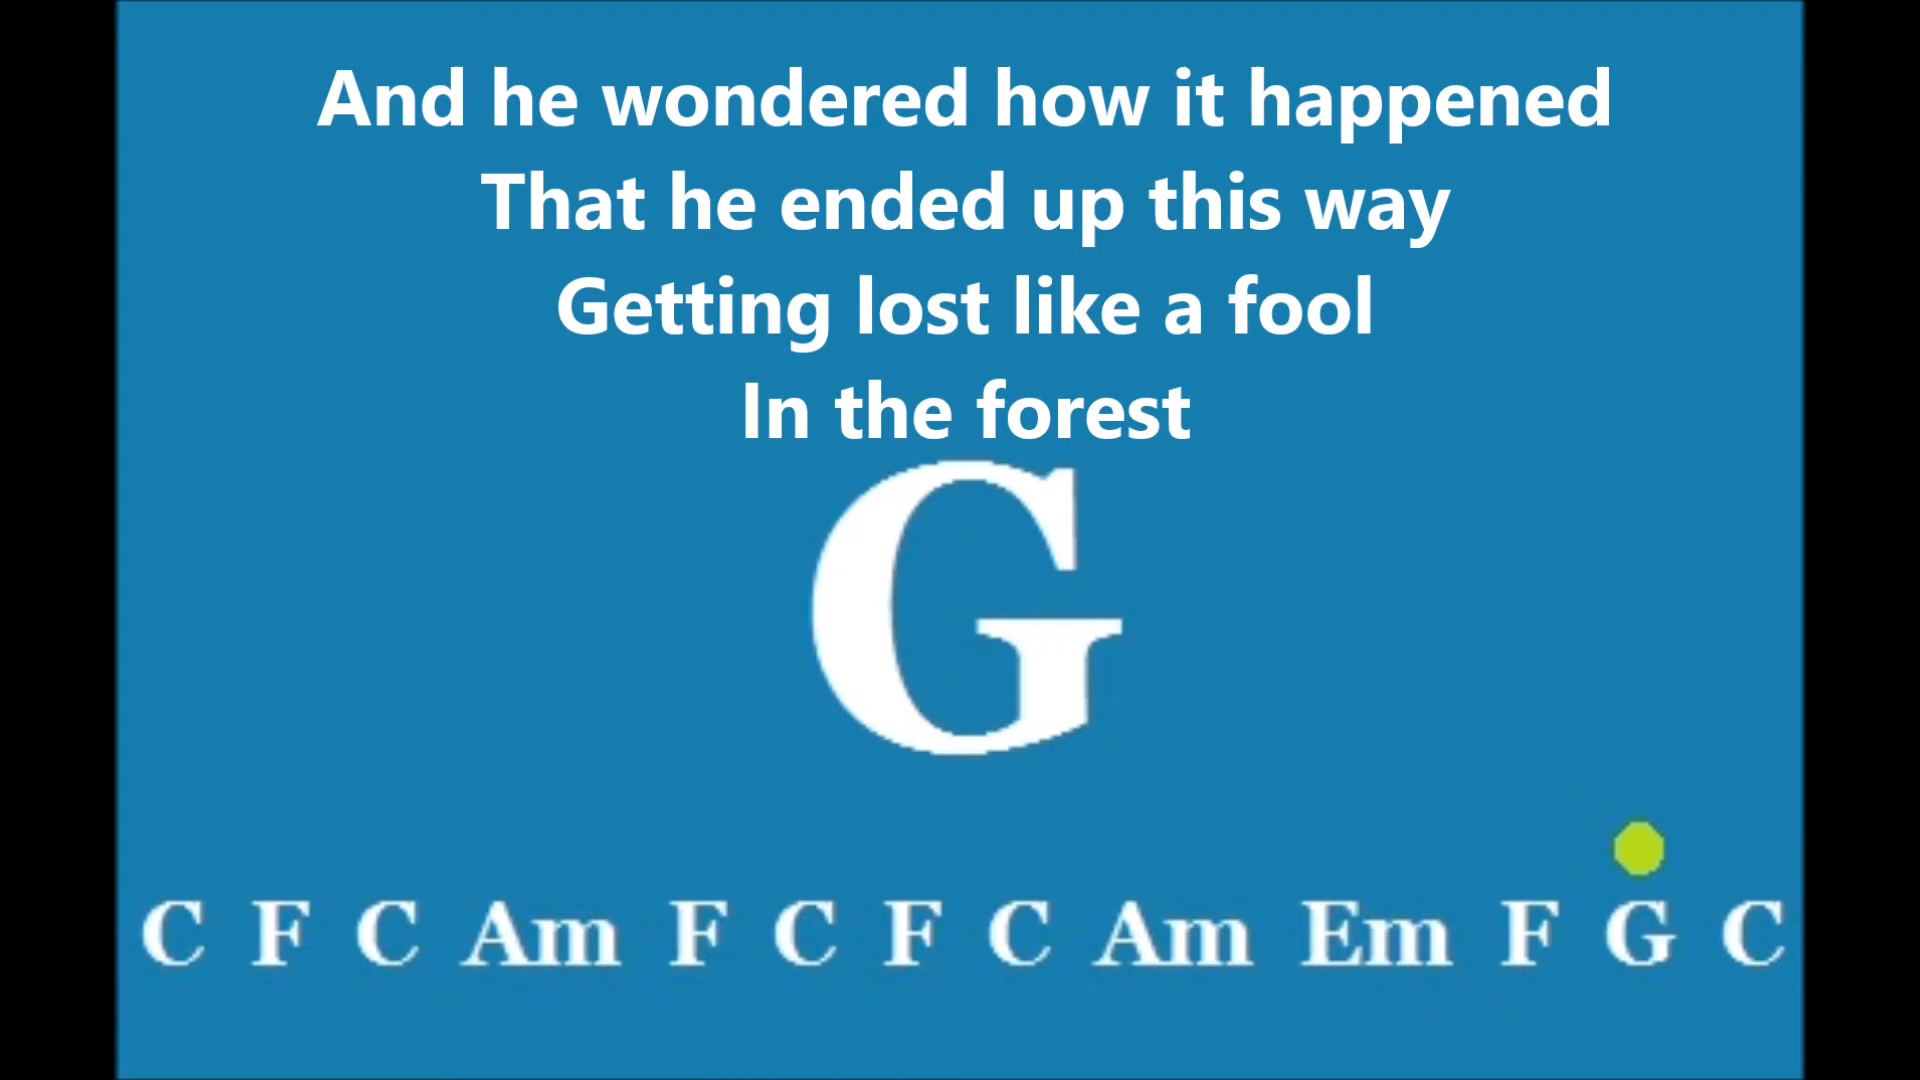 And he wondered how it happened
That he ended up this way
Getting lost like a fool
In the forest
G
C F C Am F C F C Am Em F G C